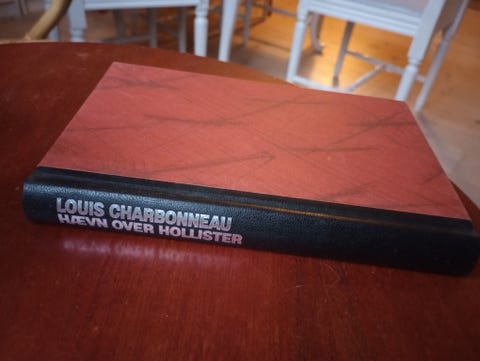 LOUIS CHARBONNEAU
HÆVN OVER HOLLISTER